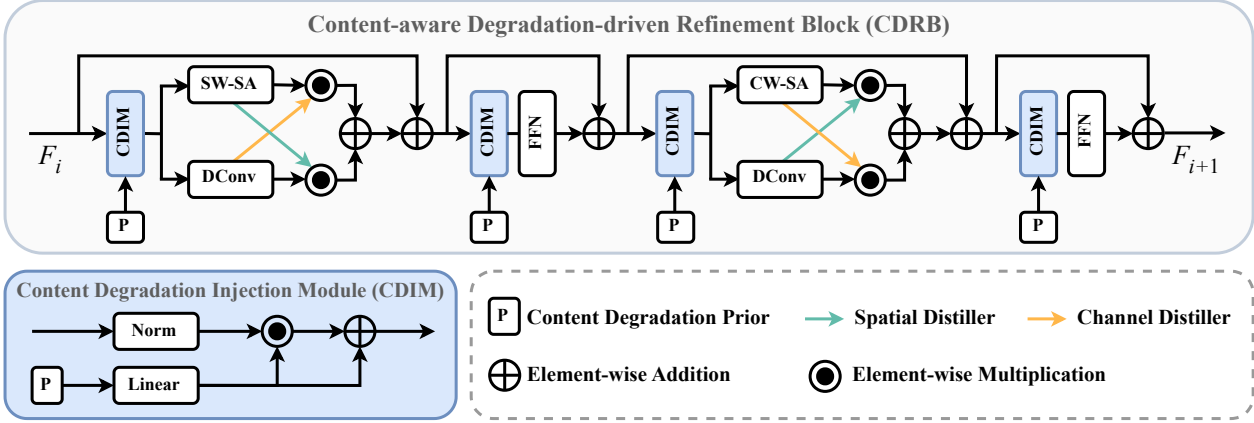 Content-aware Degradation-driven Refinement Block (CDRB)
SW-SA
CW-SA
CDIM
CDIM
FFN
CDIM
CDIM
FFN
F_i
F_{i+1}
DConv
DConv
P
P
P
P
Content Degradation Injection Module (CDIM)
Norm
P
Linear
P Content Degradation Prior
Spatial Distiller
Channel Distiller
Element-wise Addition
Element-wise Multiplication